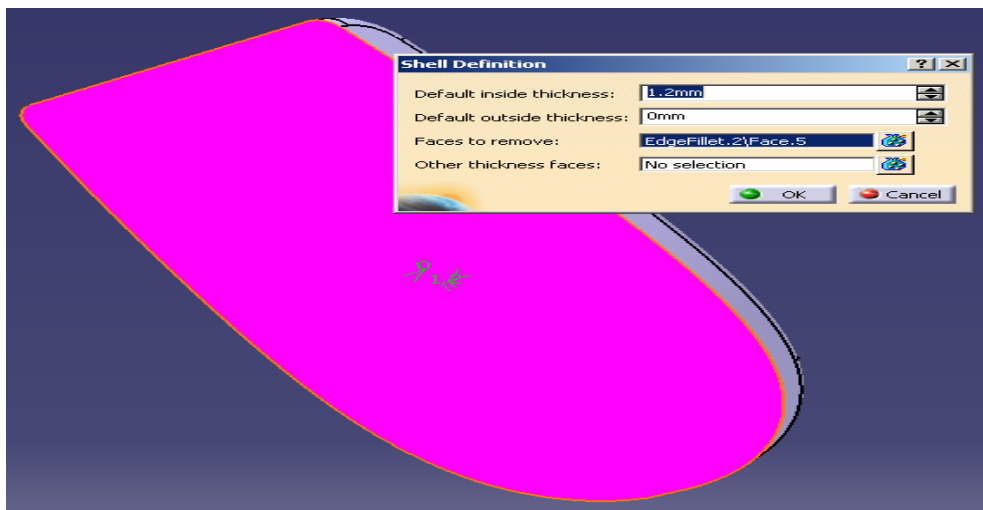 Shell Definition
Default inside thickness: 1.2mm
Default outside thickness: 0mm
Faces to remove: EdgeFillet.2\Face.5
Other thickness faces: No selection
OK Cancel